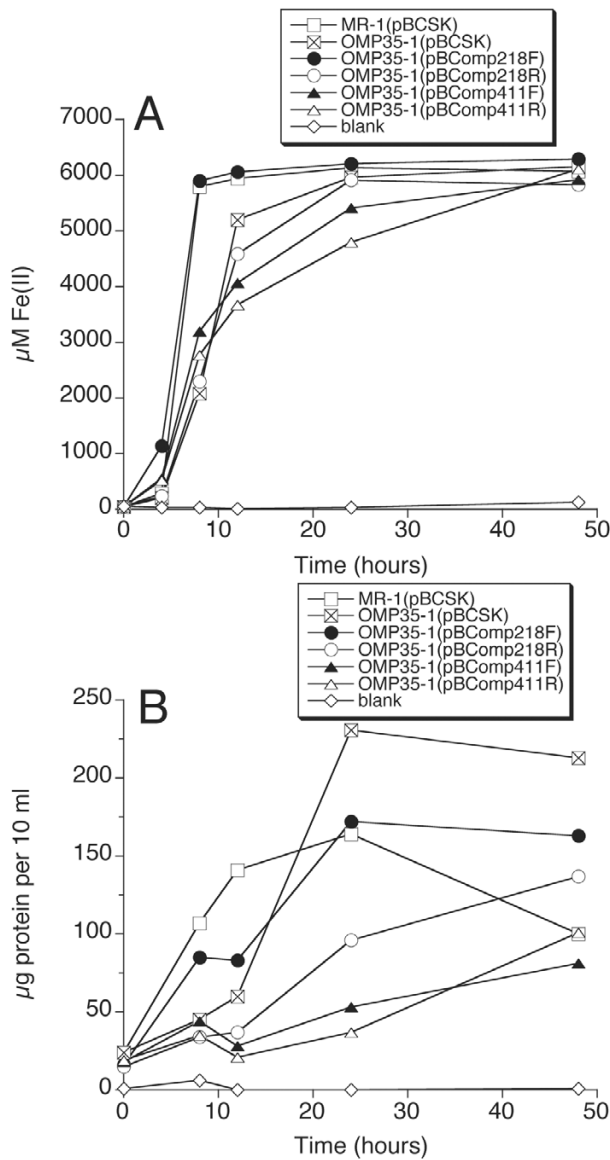 MR-1(pBCSK)
OMP35-1(pBCSK)
OMP35-1(pBComp218F)
OMP35-1(pBComp218R)
OMP35-1(pBComp411F)
OMP35-1(pBComp411R)
blank
A
7000
6000
5000
4000
3000
2000
1000
0
µM Fe(II)
0 10 20 30 40 50
Time (hours)
MR-1(pBCSK)
OMP35-1(pBCSK)
OMP35-1(pBComp218F)
OMP35-1(pBComp218R)
OMP35-1(pBComp411F)
OMP35-1(pBComp411R)
blank
B
250
200
150
100
50
0
µg protein per 10 ml
0 10 20 30 40 50
Time (hours)